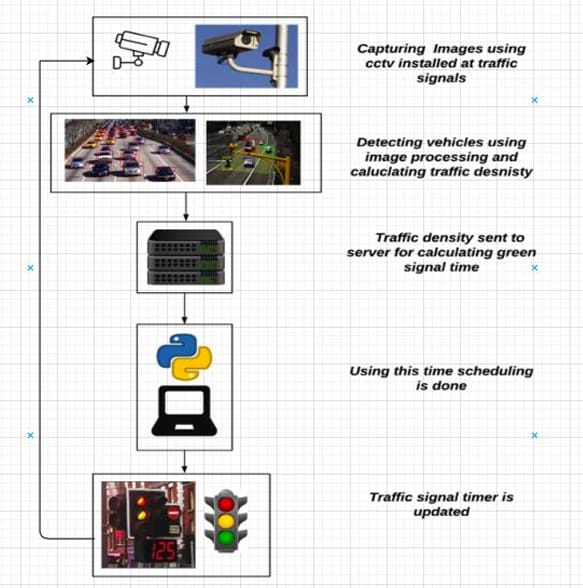 Capturing Images using
cctv installed at traffic
signals
Detecting vehicles using
image processing and
caluclating traffic desnisty
Traffic density sent to
server for calculating green
signal time
Using this time scheduling
is done
125
Traffic signal timer is
updated